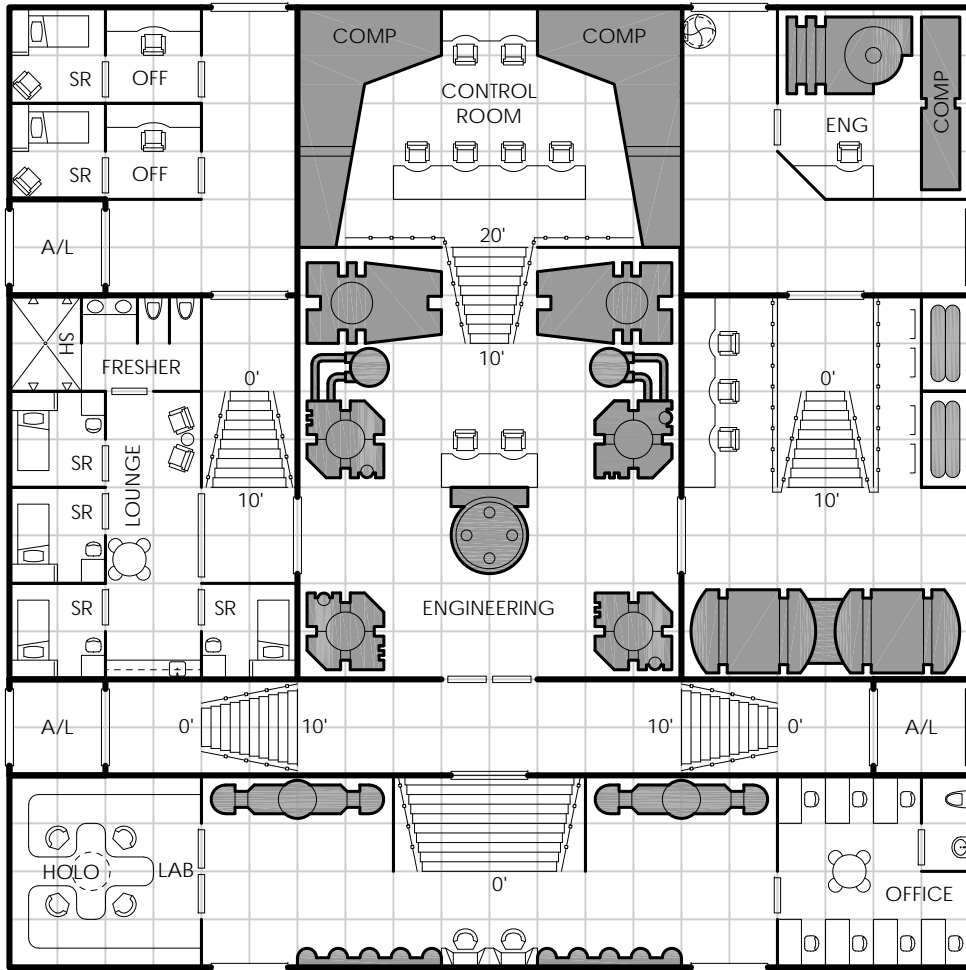 COMP
COMP
SR
OFF
CONTROL
ROOM
COMP
ENG
SR
OFF
A/L
20'
HS
FRESHER
10'
0'
0'
LOUNGE
SR
10'
10'
SR
SR
SR
ENGINEERING
A/L
0'
10'
10'
0'
A/L
HOLO
LAB
0'
OFFICE